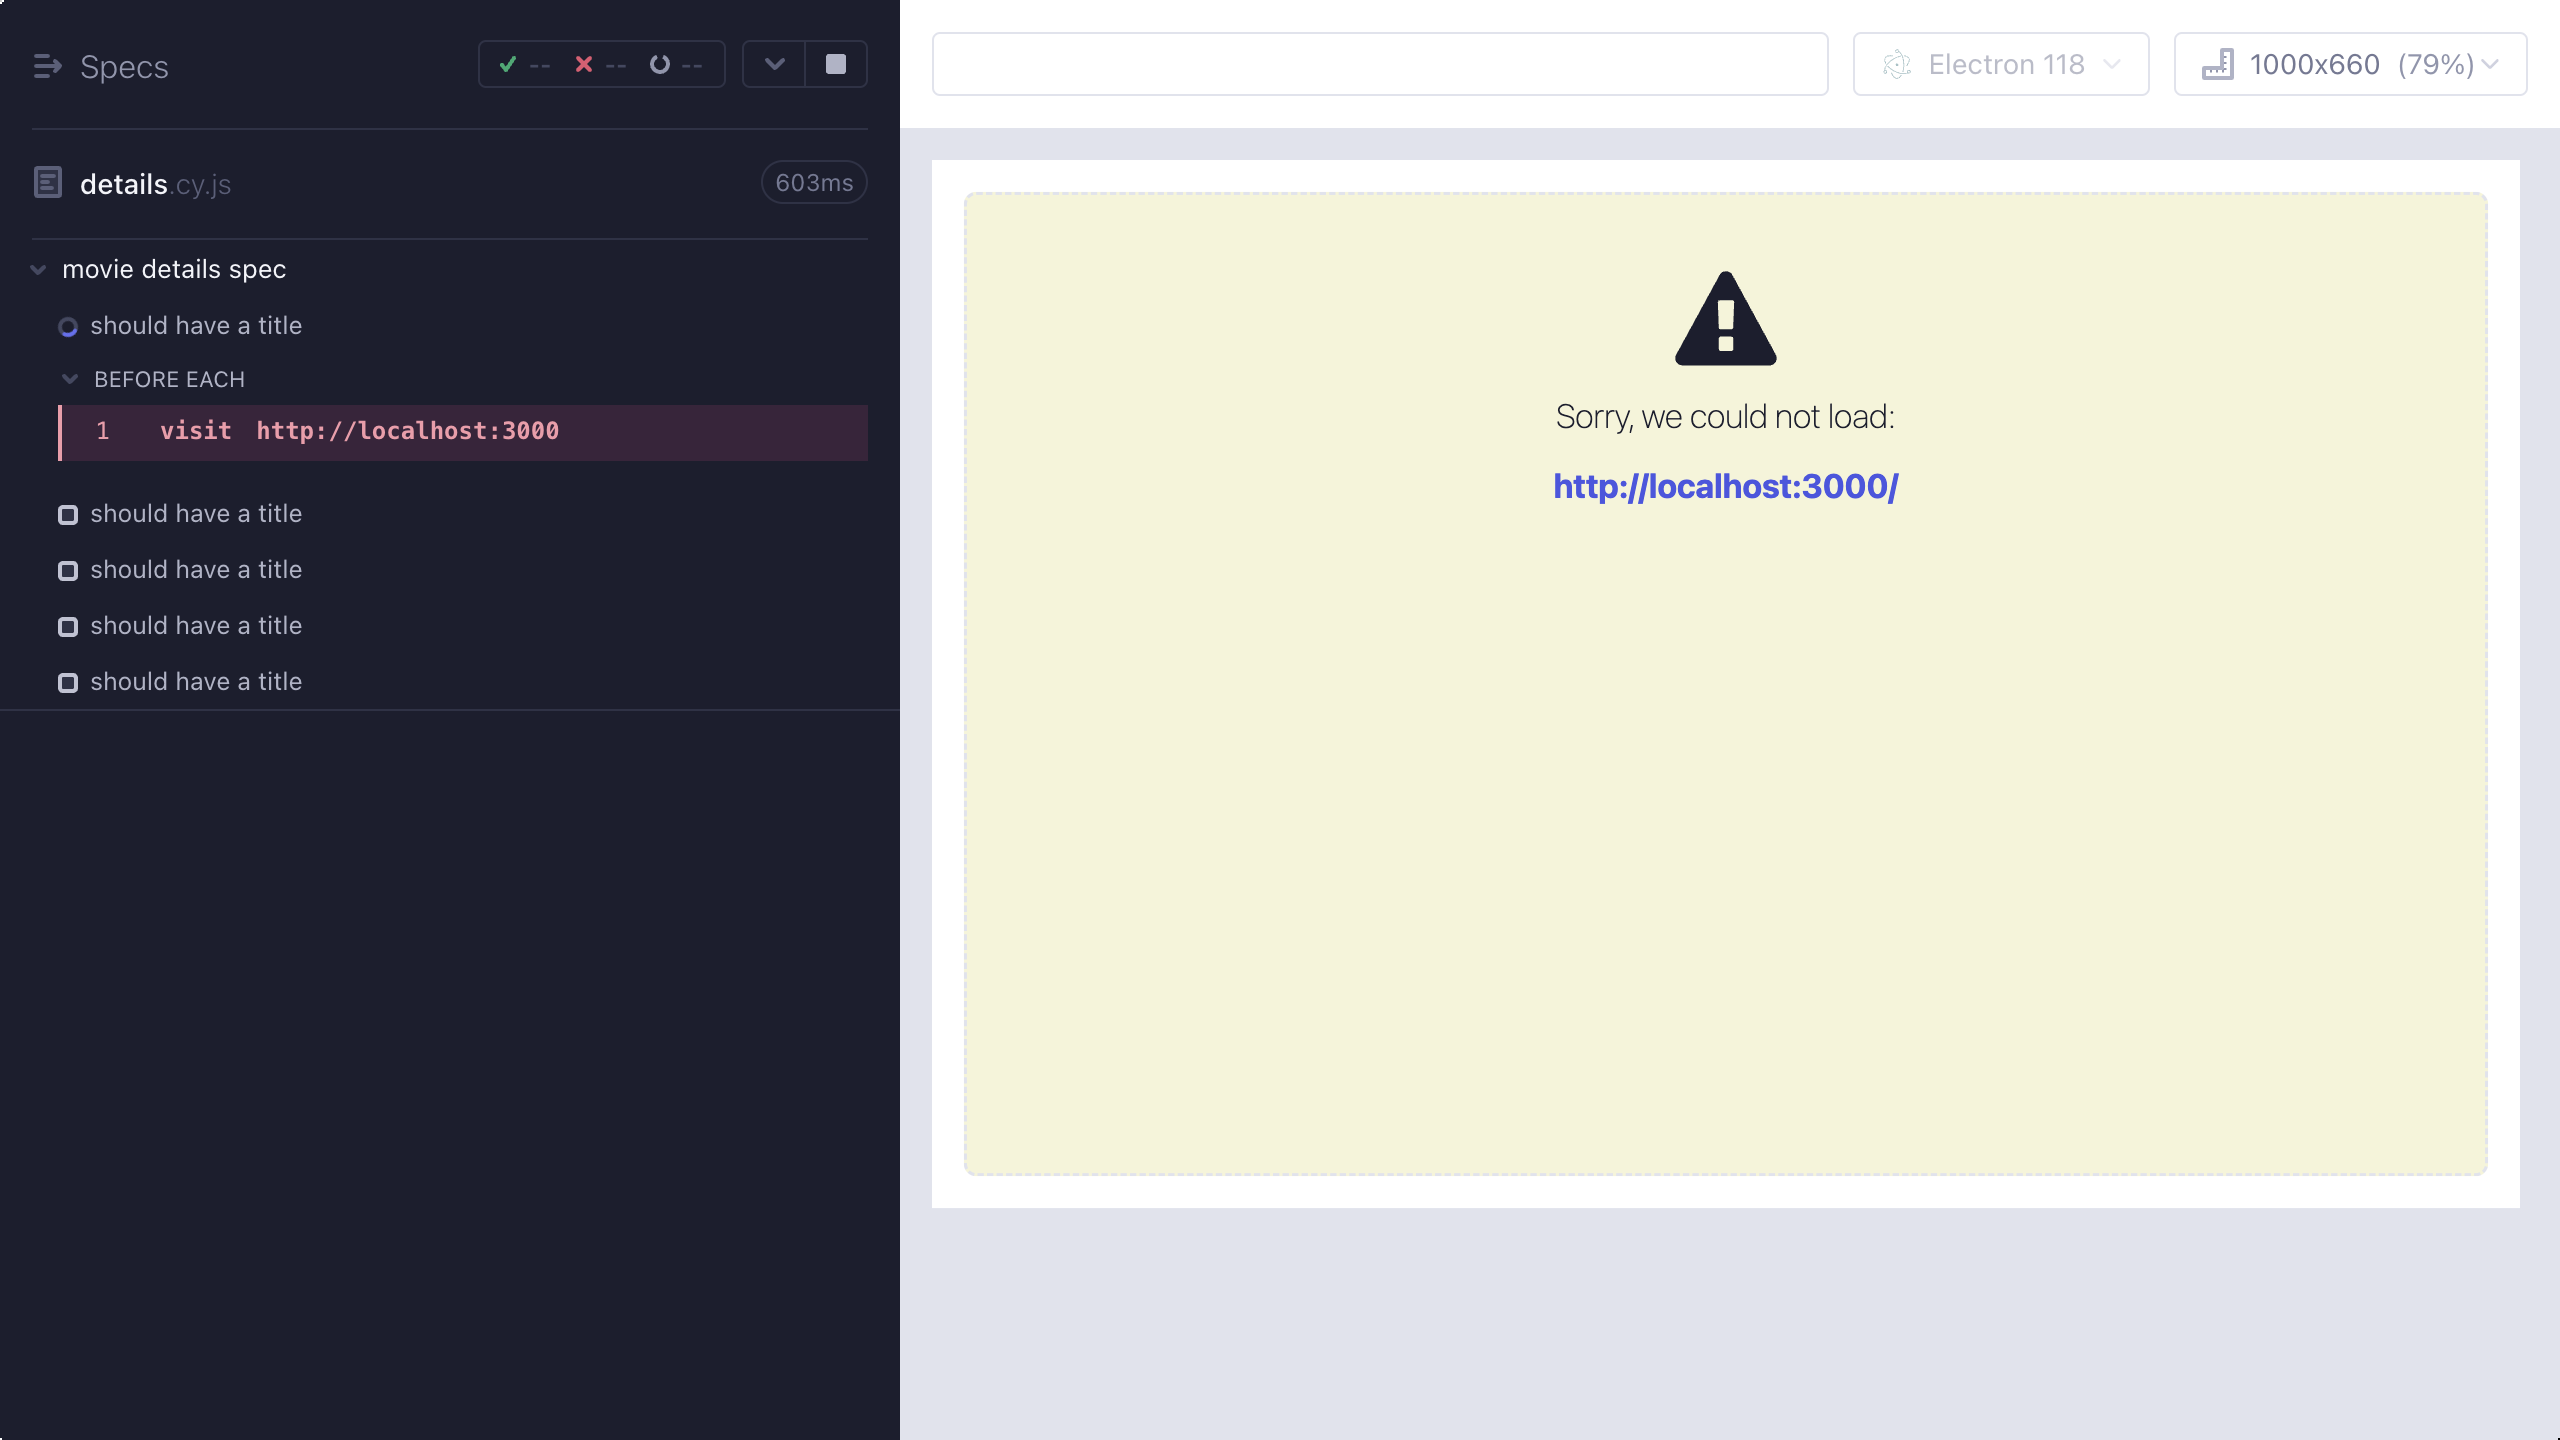 Specs
-- -- --
details.cy.js
603ms
movie details spec
should have a title
BEFORE EACH
1 visit http://localhost:3000
should have a title
should have a title
should have a title
should have a title
Electron 118
1000x660 (79%)
Sorry, we could not load:
http://localhost:3000/